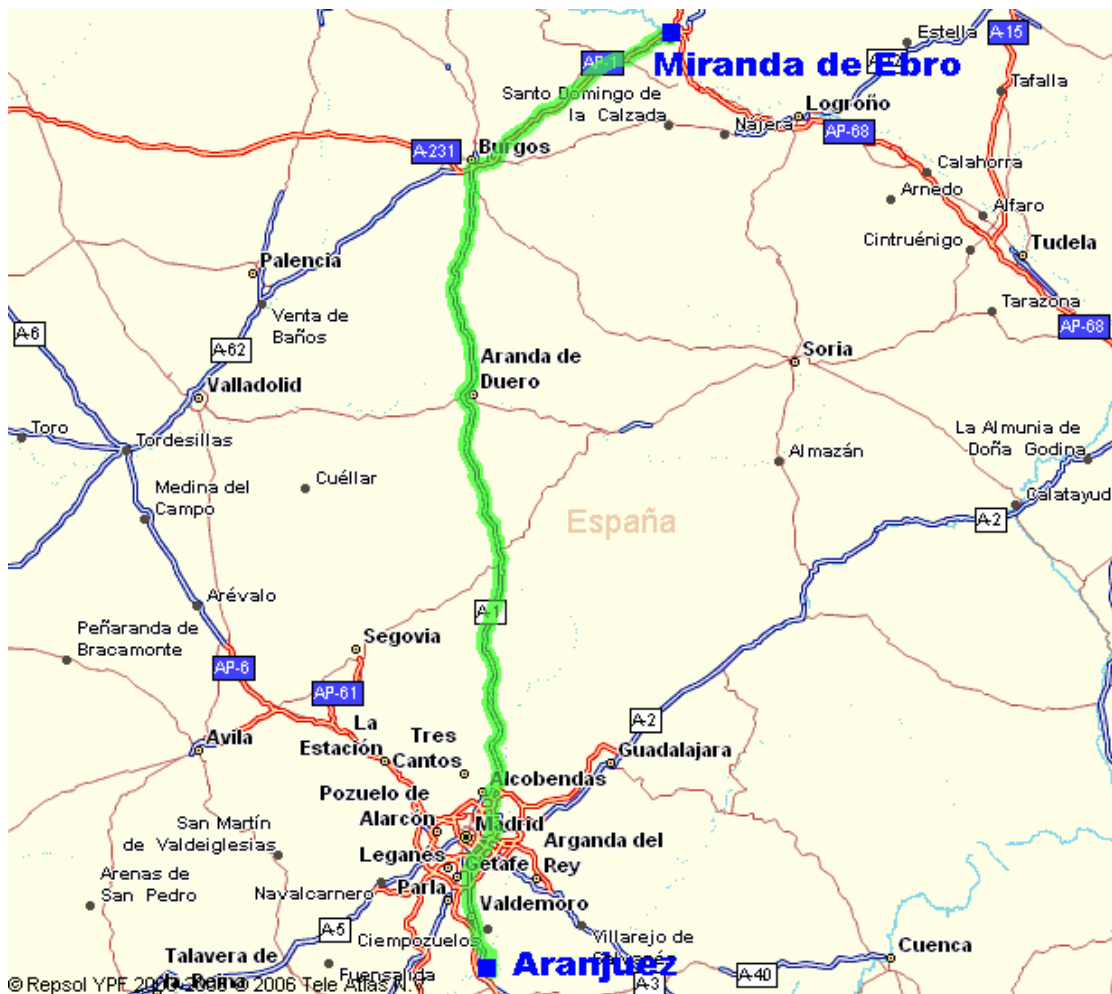 Estella
A-15
AP-1
Miranda de Ebro
Tafalla
Santo Domingo de
la Calzada
Logroño
Nájera
AP-68
A-231
Burgos
Calahorra
Arnedo
Alfaro
Cintruénigo
Tudela
Palencia
Tarazona
Venta de
Baños
A-6
AP-68
A-62
Aranda de
Duero
Soria
Valladolid
Toro
Tordesillas
La Almunia de
Doña Godina
Almazán
Cuéllar
Medina del
Campo
Calatayud
España
A-2
Arévalo
A-1
Peñaranda de
Bracamonte
Segovia
AP-6
AP-61
A-2
La
Estación
Tres
Cantos
Avila
Guadalajara
Alcobendas
Pozuelo de
Alarcón
Madrid
San Martín
de Valdeiglesias
Arganda del
Rey
Leganés
Getafe
Arenas de
San Pedro
Navalcarnero
Parla
Valdemoro
A-5
Ciempozuelos
Villarejo de
Cuenca
Talavera de
la Reina
Fuensalida
Aranjuez
A-40
A-3
© Repsol YPF
© 2006 Tele Atlas N.V